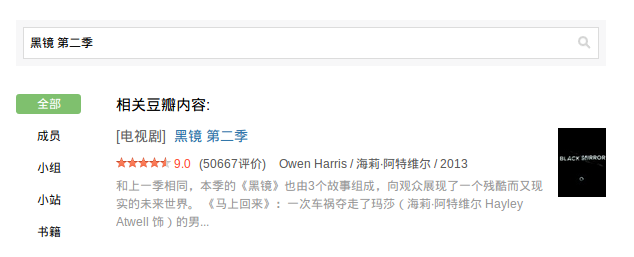 黑镜 第二季
全部
成员
小组
小站
书籍
相关豆瓣内容:
[电视剧] 黑镜 第二季
9.0 (50667评价) Owen Harris / 海莉·阿特维尔 / 2013
和上一季相同，本季的《黑镜》也由3个故事组成，向观众展现了一个残酷而又现
实的未来世界。 《马上回来》：一次车祸夺走了玛莎（海莉·阿特维尔 Hayley
Atwell 饰）的男...
BLACK MIRROR